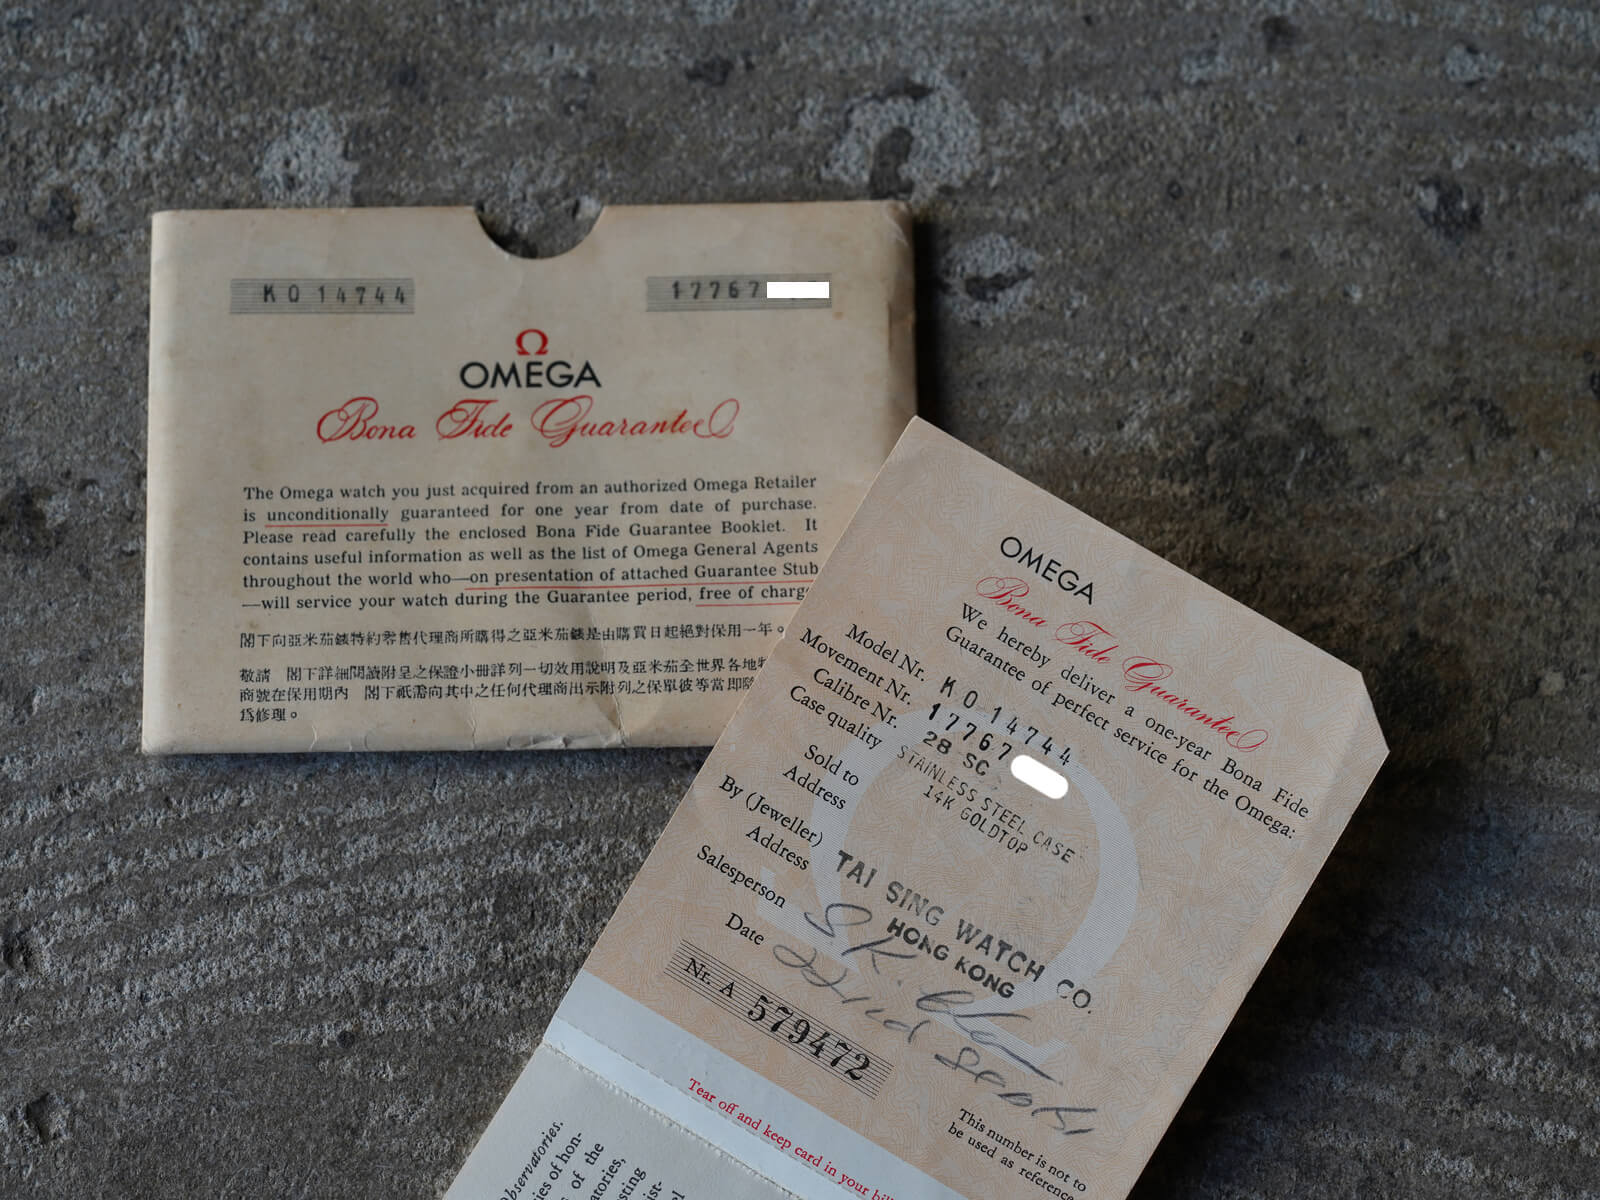 KO 14744
17767
Ω
OMEGA
Bona Fide Guarantee
The Omega watch you just acquired from an authorized Omega Retailer
is unconditionally guaranteed for one year from date of purchase.
Please read carefully the enclosed Bona Fide Guarantee Booklet. It
contains useful information as well as the list of Omega General Agents
throughout the world who—on presentation of attached Guarantee Stub
—will service your watch during the Guarantee period, free of charge
閣下向亞米茄錶特約零售代理商所購得之亞米茄錶是由購買日起絕對保用一年。
敬請 閣下詳細閱讀附呈之保證小冊詳列一切效用說明及亞米茄全世界各地
商號在保用期內 閣下祇需向其中之任何代理商出示附列之保單彼等當即
爲修理。
OMEGA
Bona Fide Guarantee
We hereby deliver a one-year Bona Fide
Guarantee of perfect service for the Omega:
Model Nr. KO 14744
Movement Nr. 17767
Calibre Nr. 28 SC
Case quality STAINLESS STEEL CASE
14K GOLDTOP
Sold to
Address
By (Jeweller) TAI SING WATCH CO.
Address HONG KONG
Salesperson
Date
Nr. A 579472
This number is not to
be used as reference
Tear off and keep card in your
Observatories.
of hon-
of the